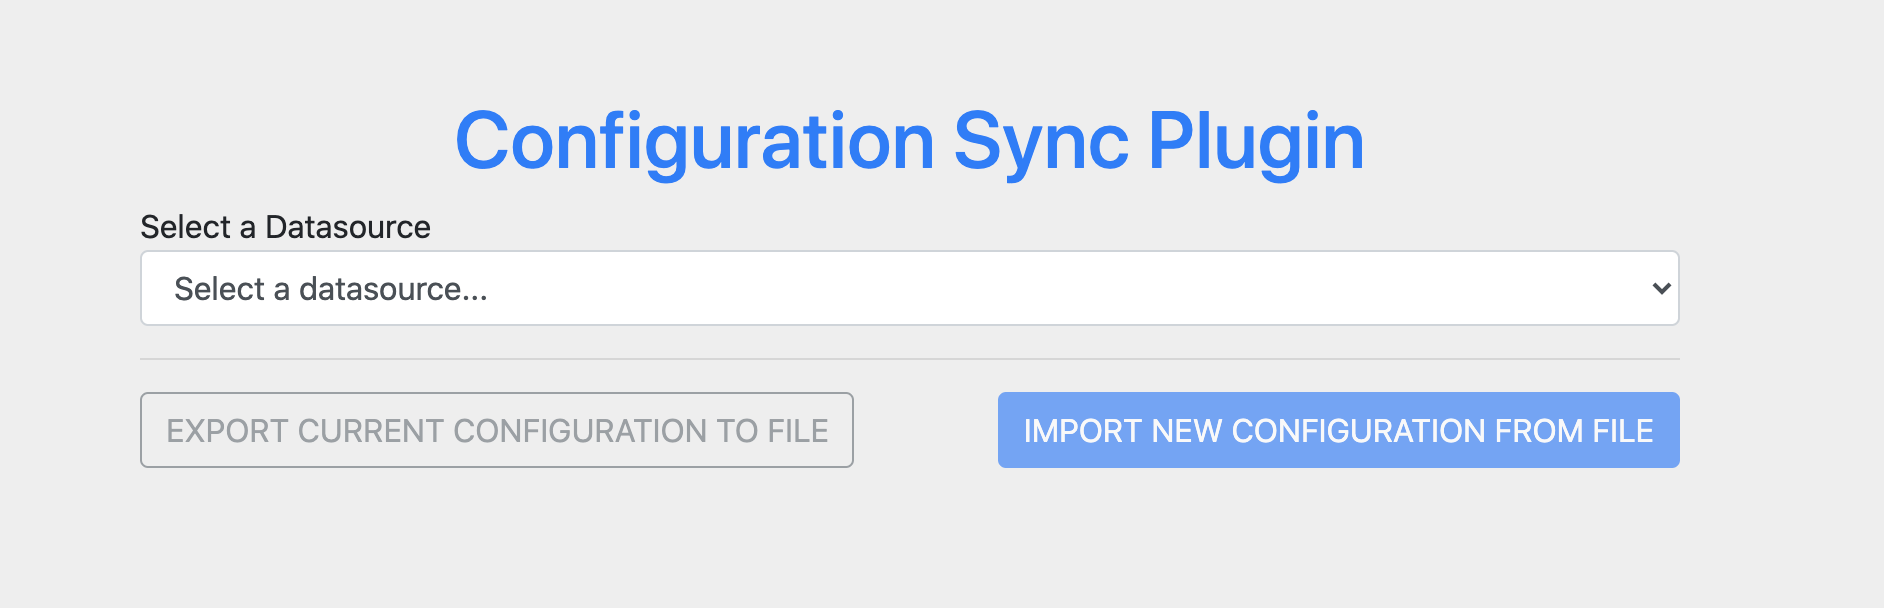 Configuration Sync Plugin
Select a Datasource
Select a datasource...
EXPORT CURRENT CONFIGURATION TO FILE
IMPORT NEW CONFIGURATION FROM FILE